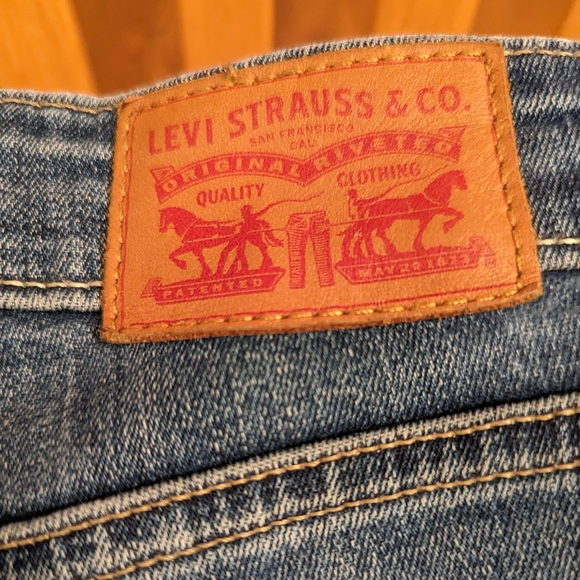 LEVI STRAUSS & CO.
SAN FRANCISCO
CAL
ORIGINAL RIVETED
QUALITY CLOTHING
PATENTED MAY 20 1873